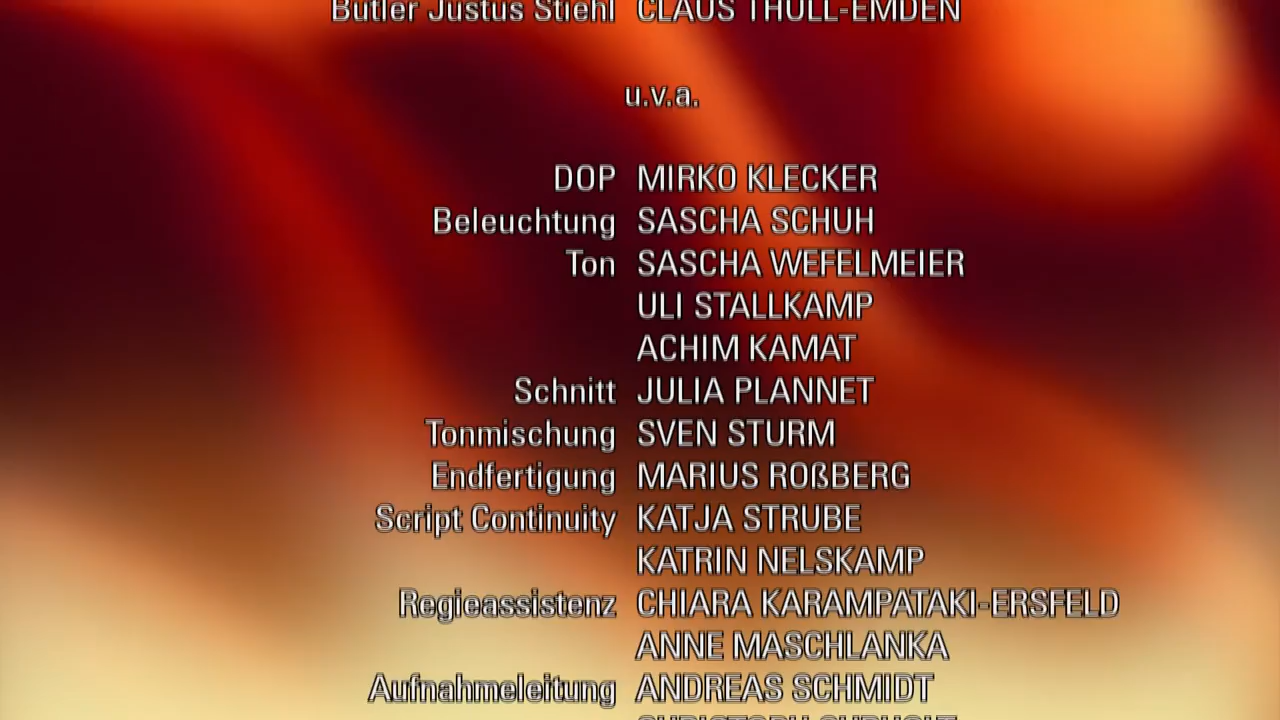 Butler Justus Stiehl CLAUS THULL-EMDEN
u.v.a.
DOP MIRKO KLECKER
Beleuchtung SASCHA SCHUH
Ton SASCHA WEFELMEIER
ULI STALLKAMP
ACHIM KAMAT
Schnitt JULIA PLANNET
Tonmischung SVEN STURM
Endfertigung MARIUS ROßBERG
Script Continuity KATJA STRUBE
KATRIN NELSKAMP
Regieassistenz CHIARA KARAMPATAKI-ERSFELD
ANNE MASCHLANKA
Aufnahmeleitung ANDREAS SCHMIDT